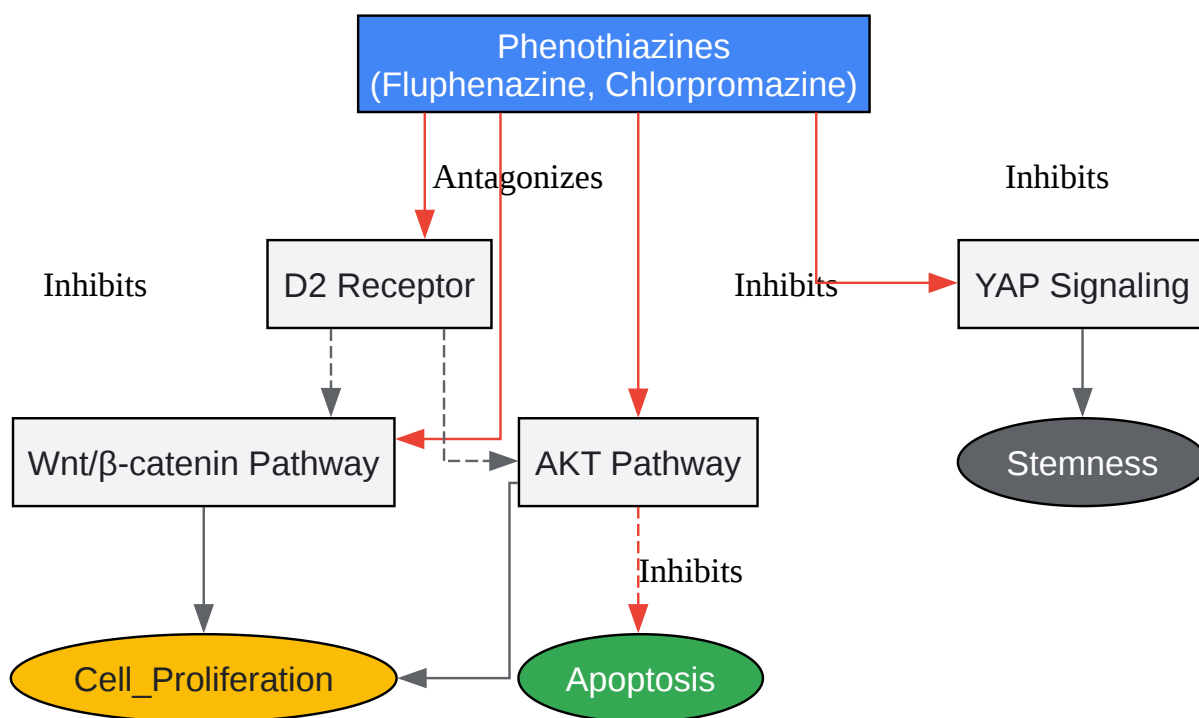 Phenothiazines
(Fluphenazine, Chlorpromazine)
Antagonizes
Inhibits
D2 Receptor
Inhibits
Inhibits
YAP Signaling
Wnt/β-catenin Pathway
AKT Pathway
Stemness
Inhibits
Cell_Proliferation
Apoptosis